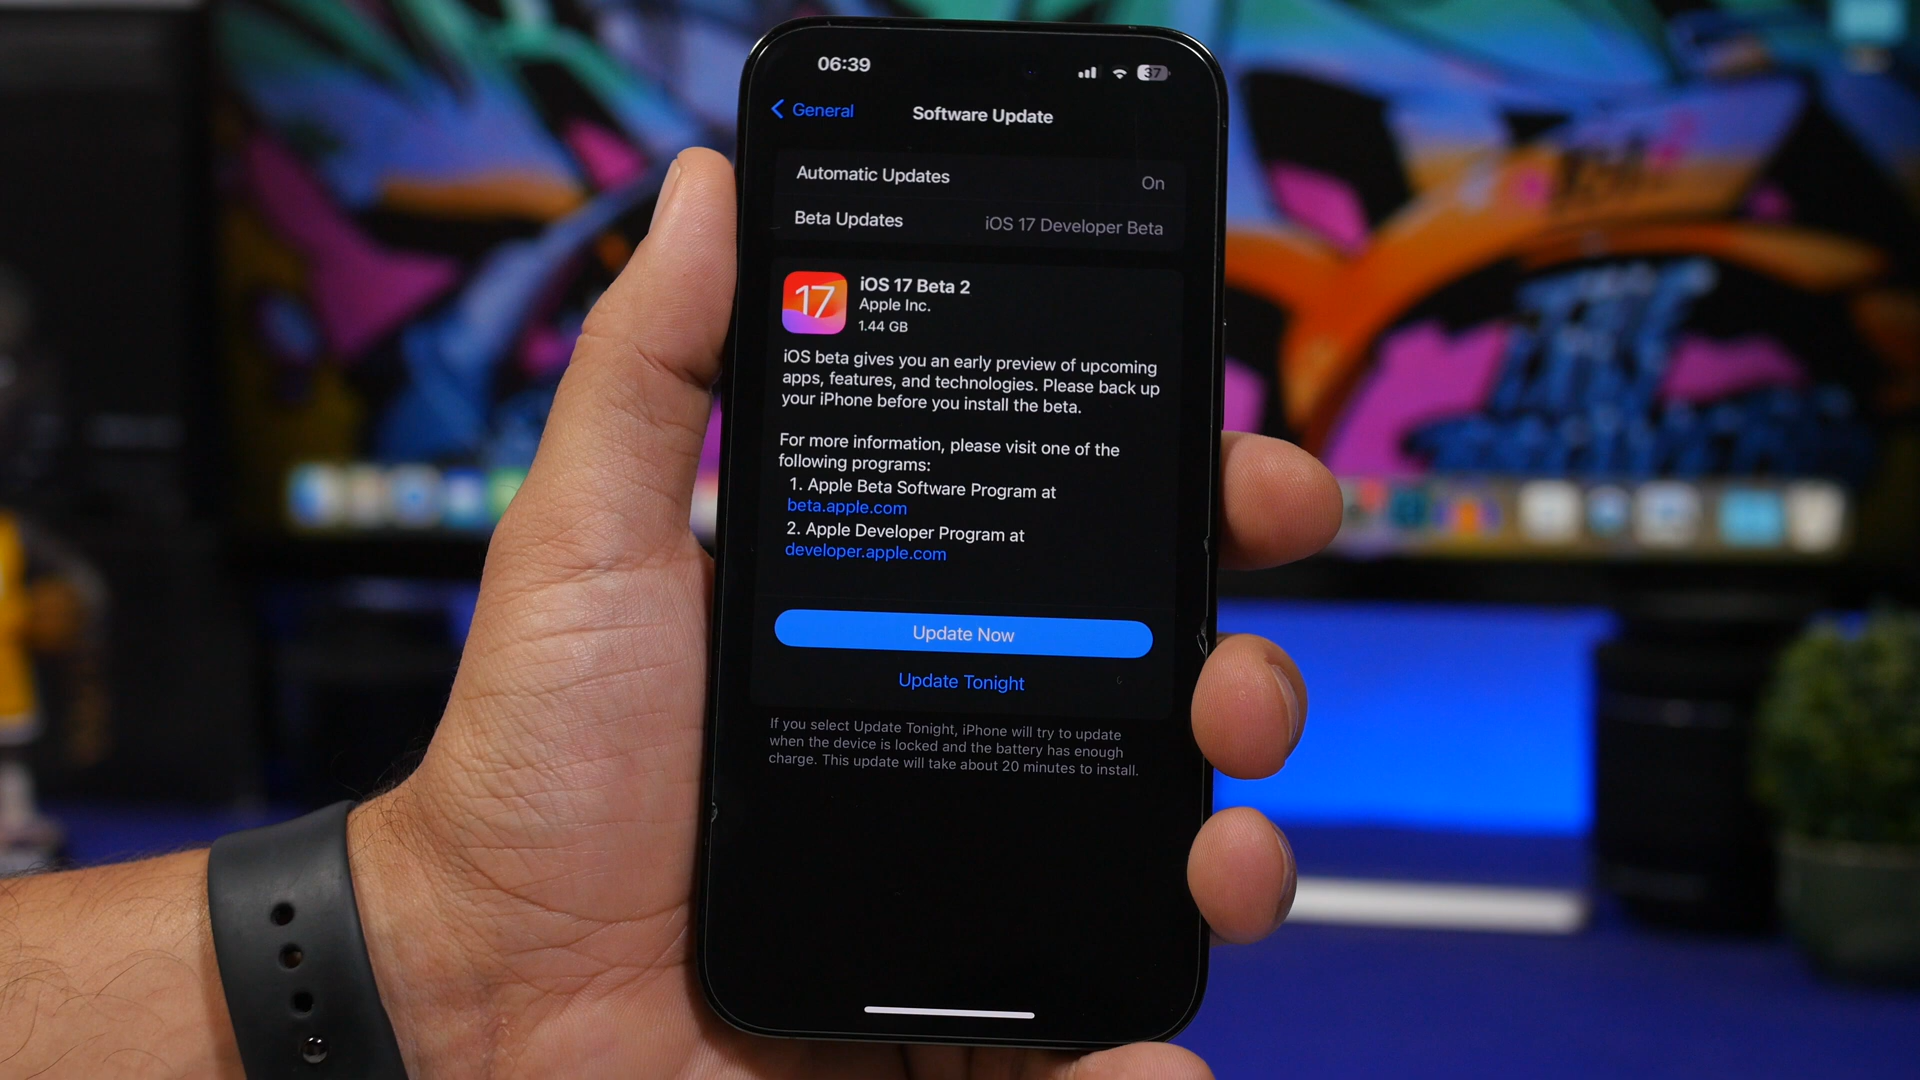 06:39
37
General
Software Update
Automatic Updates
On
Beta Updates
iOS 17 Developer Beta
17
iOS 17 Beta 2
Apple Inc.
1.44 GB
iOS beta gives you an early preview of upcoming
apps, features, and technologies. Please back up
your iPhone before you install the beta.
For more information, please visit one of the
following programs:
1. Apple Beta Software Program at
beta.apple.com
2. Apple Developer Program at
developer.apple.com
Update Now
Update Tonight
If you select Update Tonight, iPhone will try to update
when the device is locked and the battery has enough
charge. This update will take about 20 minutes to install.